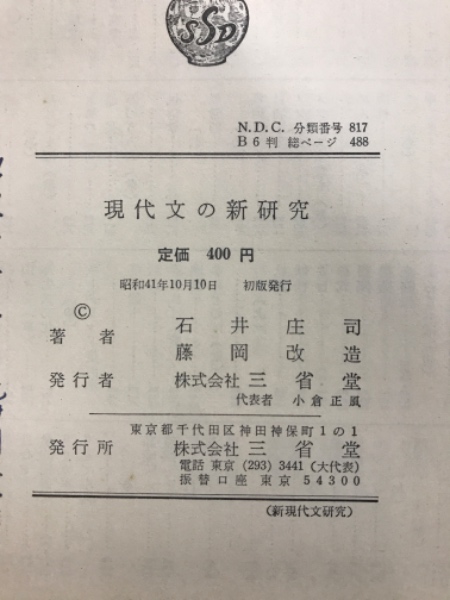 SSD
N.D.C. 分類番号 817
B6判 総ページ 488
現代文の新研究
定価 400 円
昭和41年10月10日 初版発行
©
著者 石井庄司
藤岡改造
発行者 株式会社 三省堂
代表者 小倉正風
東京都千代田区神田神保町1の1
発行所 株式会社 三省堂
電話 東京 (293) 3441 (大代表)
振替口座 東京 54300
(新現代文研究)